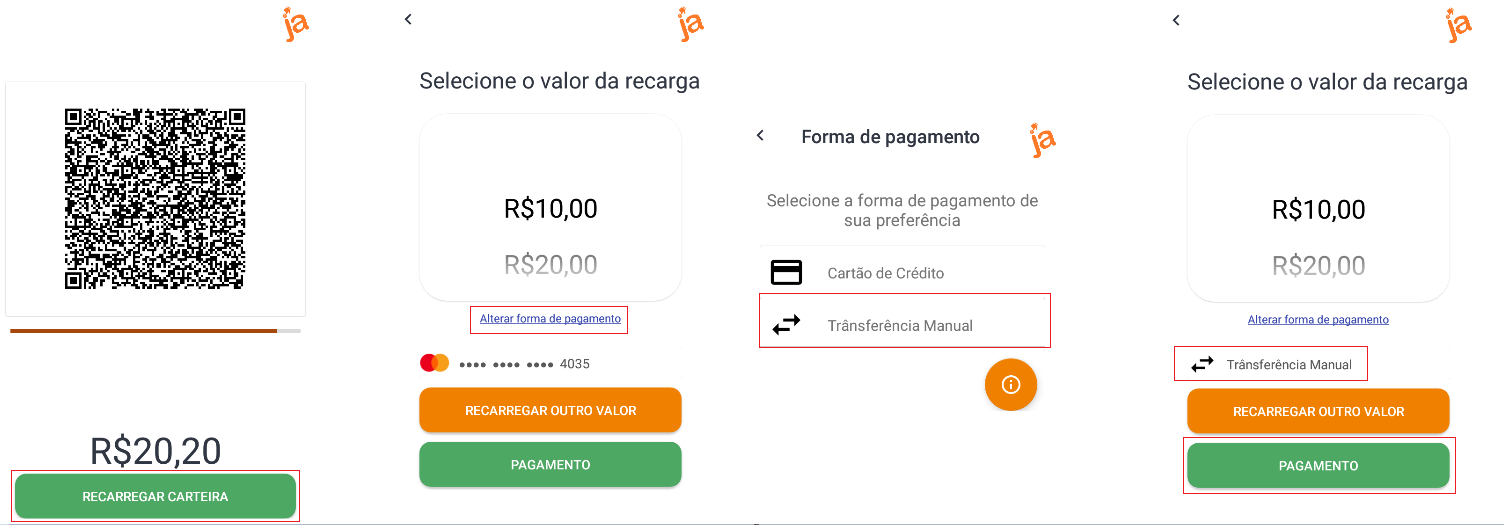 ja
R$20,20
RECARREGAR CARTEIRA
ja
Selecione o valor da recarga
R$10,00
R$20,00
Alterar forma de pagamento
•••• •••• •••• 4035
RECARREGAR OUTRO VALOR
PAGAMENTO
Forma de pagamento
ja
Selecione a forma de pagamento de
sua preferência
Cartão de Crédito
Trânsferência Manual
ja
Selecione o valor da recarga
R$10,00
R$20,00
Alterar forma de pagamento
Trânsferência Manual
RECARREGAR OUTRO VALOR
PAGAMENTO